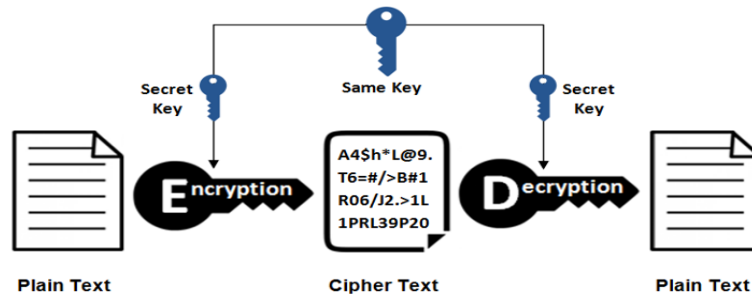 Same Key
Secret
Key
Secret
Key
Encryption
A4$h*L@9.
T6=#/>B#1
R06/J2.>1L
1PRL39P20
Decryption
Plain Text
Cipher Text
Plain Text